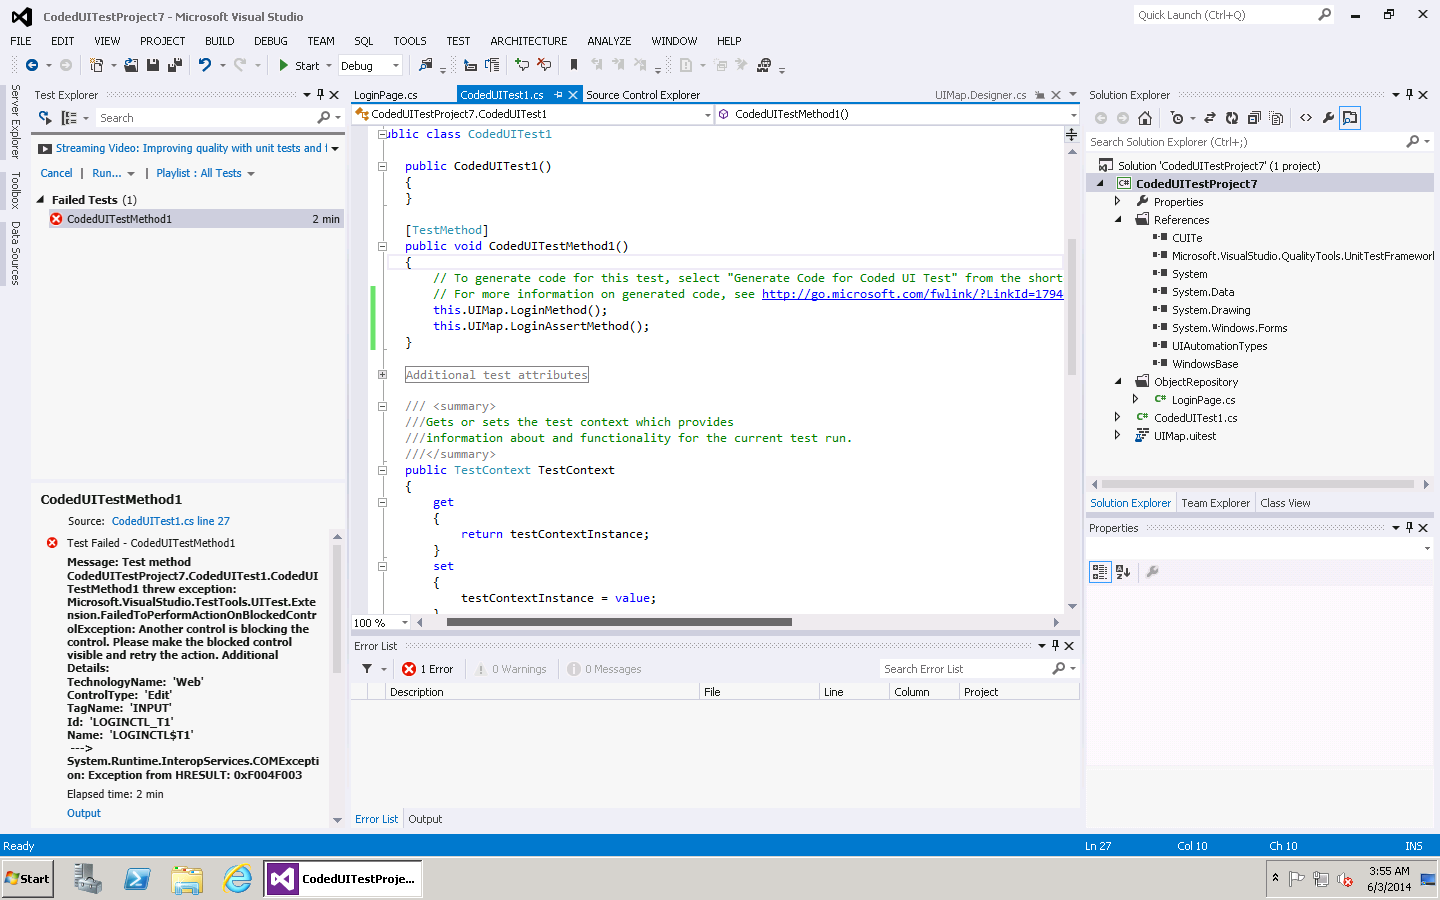 CodedUITestProject7 - Microsoft Visual Studio
Quick Launch (Ctrl+Q)
FILE EDIT VIEW PROJECT BUILD DEBUG TEAM SQL TOOLS TEST ARCHITECTURE ANALYZE WINDOW HELP
Start Debug
Server Explorer
Toolbox
Data Sources
Test Explorer
Search
Streaming Video: Improving quality with unit tests and
Cancel | Run... | Playlist : All Tests
Failed Tests (1)
CodedUITestMethod1 2 min
CodedUITestMethod1
Source: CodedUITest1.cs line 27
Test Failed - CodedUITestMethod1
Message: Test method
CodedUITestProject7.CodedUITest1.CodedUI
TestMethod1 threw exception:
Microsoft.VisualStudio.TestTools.UITest.Exte
nsion.FailedToPerformActionOnBlockedContr
olException: Another control is blocking the
control. Please make the blocked control
visible and retry the action. Additional
Details:
TechnologyName: 'Web'
ControlType: 'Edit'
TagName: 'INPUT'
Id: 'LOGINCTL_T1'
Name: 'LOGINCTL$T1'
--->
System.Runtime.InteropServices.COMExcepti
on: Exception from HRESULT: 0xF004F003
Elapsed time: 2 min
Output
LoginPage.cs CodedUITest1.cs Source Control Explorer UIMap.Designer.cs
CodedUITestProject7.CodedUITest1 CodedUITestMethod1()
ublic class CodedUITest1
public CodedUITest1()
{
}
[TestMethod]
public void CodedUITestMethod1()
{
// To generate code for this test, select "Generate Code for Coded UI Test" from the short
// For more information on generated code, see http://go.microsoft.com/fwlink/?LinkId=1794
this.UIMap.LoginMethod();
this.UIMap.LoginAssertMethod();
}
Additional test attributes
/// <summary>
///Gets or sets the test context which provides
///information about and functionality for the current test run.
///</summary>
public TestContext TestContext
{
get
{
return testContextInstance;
}
set
{
testContextInstance = value;
}
100 %
Error List
1 Error 0 Warnings 0 Messages
Search Error List
Description File Line Column Project
Error List Output
Solution Explorer
Search Solution Explorer (Ctrl+;)
Solution 'CodedUITestProject7' (1 project)
C# CodedUITestProject7
Properties
References
CUITe
Microsoft.VisualStudio.QualityTools.UnitTestFramework
System
System.Data
System.Drawing
System.Windows.Forms
UIAutomationTypes
WindowsBase
ObjectRepository
C# LoginPage.cs
C# CodedUITest1.cs
UIMap.uitest
Solution Explorer Team Explorer Class View
Properties
Ready Ln 27 Col 10 Ch 10 INS
Start CodedUITestProje...
3:55 AM
6/3/2014